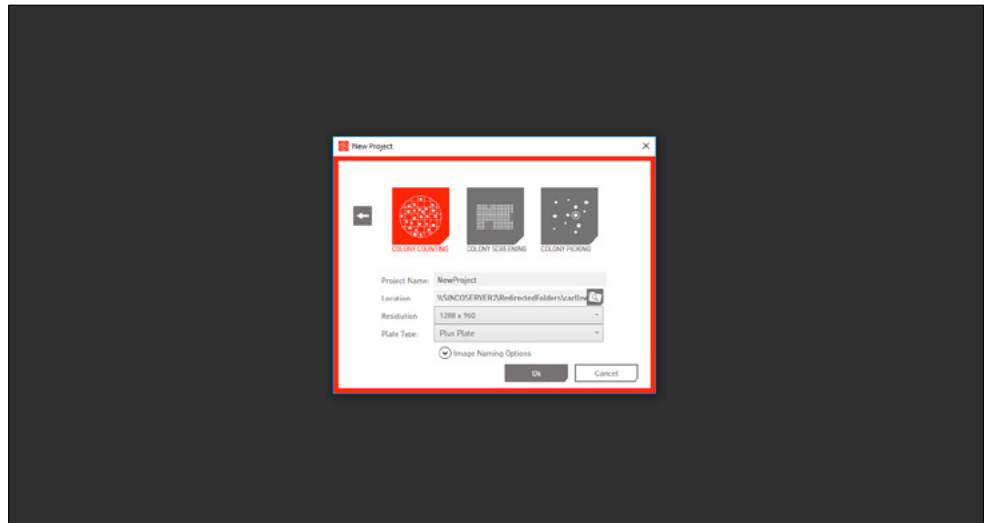 New Project
COLONY COUNTING COLONY SCREENING COLONY PICKING
Project Name: NewProject
Location \\SINCOSERVER2\RedirectedFolders\carllew
Resolution 1288 x 960
Plate Type: Plus Plate
Image Naming Options
Ok Cancel